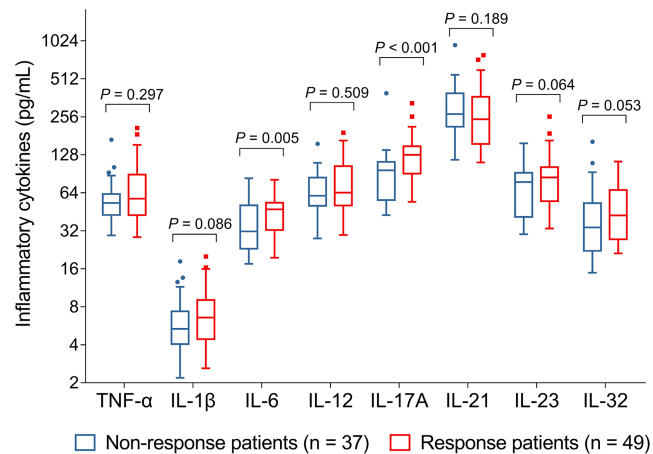 Inflammatory cytokines (pg/mL)
1024
512
256
128
64
32
16
8
4
2
P = 0.297
P = 0.086
P = 0.005
P = 0.509
P < 0.001
P = 0.189
P = 0.064
P = 0.053
TNF-α IL-1β IL-6 IL-12 IL-17A IL-21 IL-23 IL-32
Non-response patients (n = 37) Response patients (n = 49)